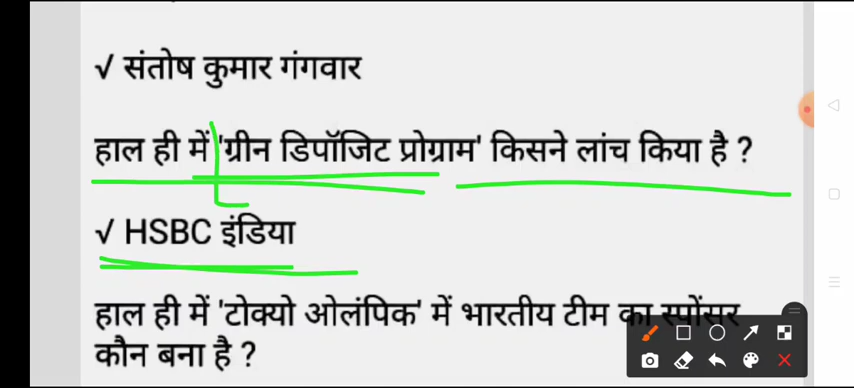 √ संतोष कुमार गंगवार
हाल ही में 'ग्रीन डिपॉजिट प्रोग्राम' किसने लांच किया है ?
√ HSBC इंडिया
हाल ही में 'टोक्यो ओलंपिक' में भारतीय टीम का स्पोंसर
कौन बना है ?